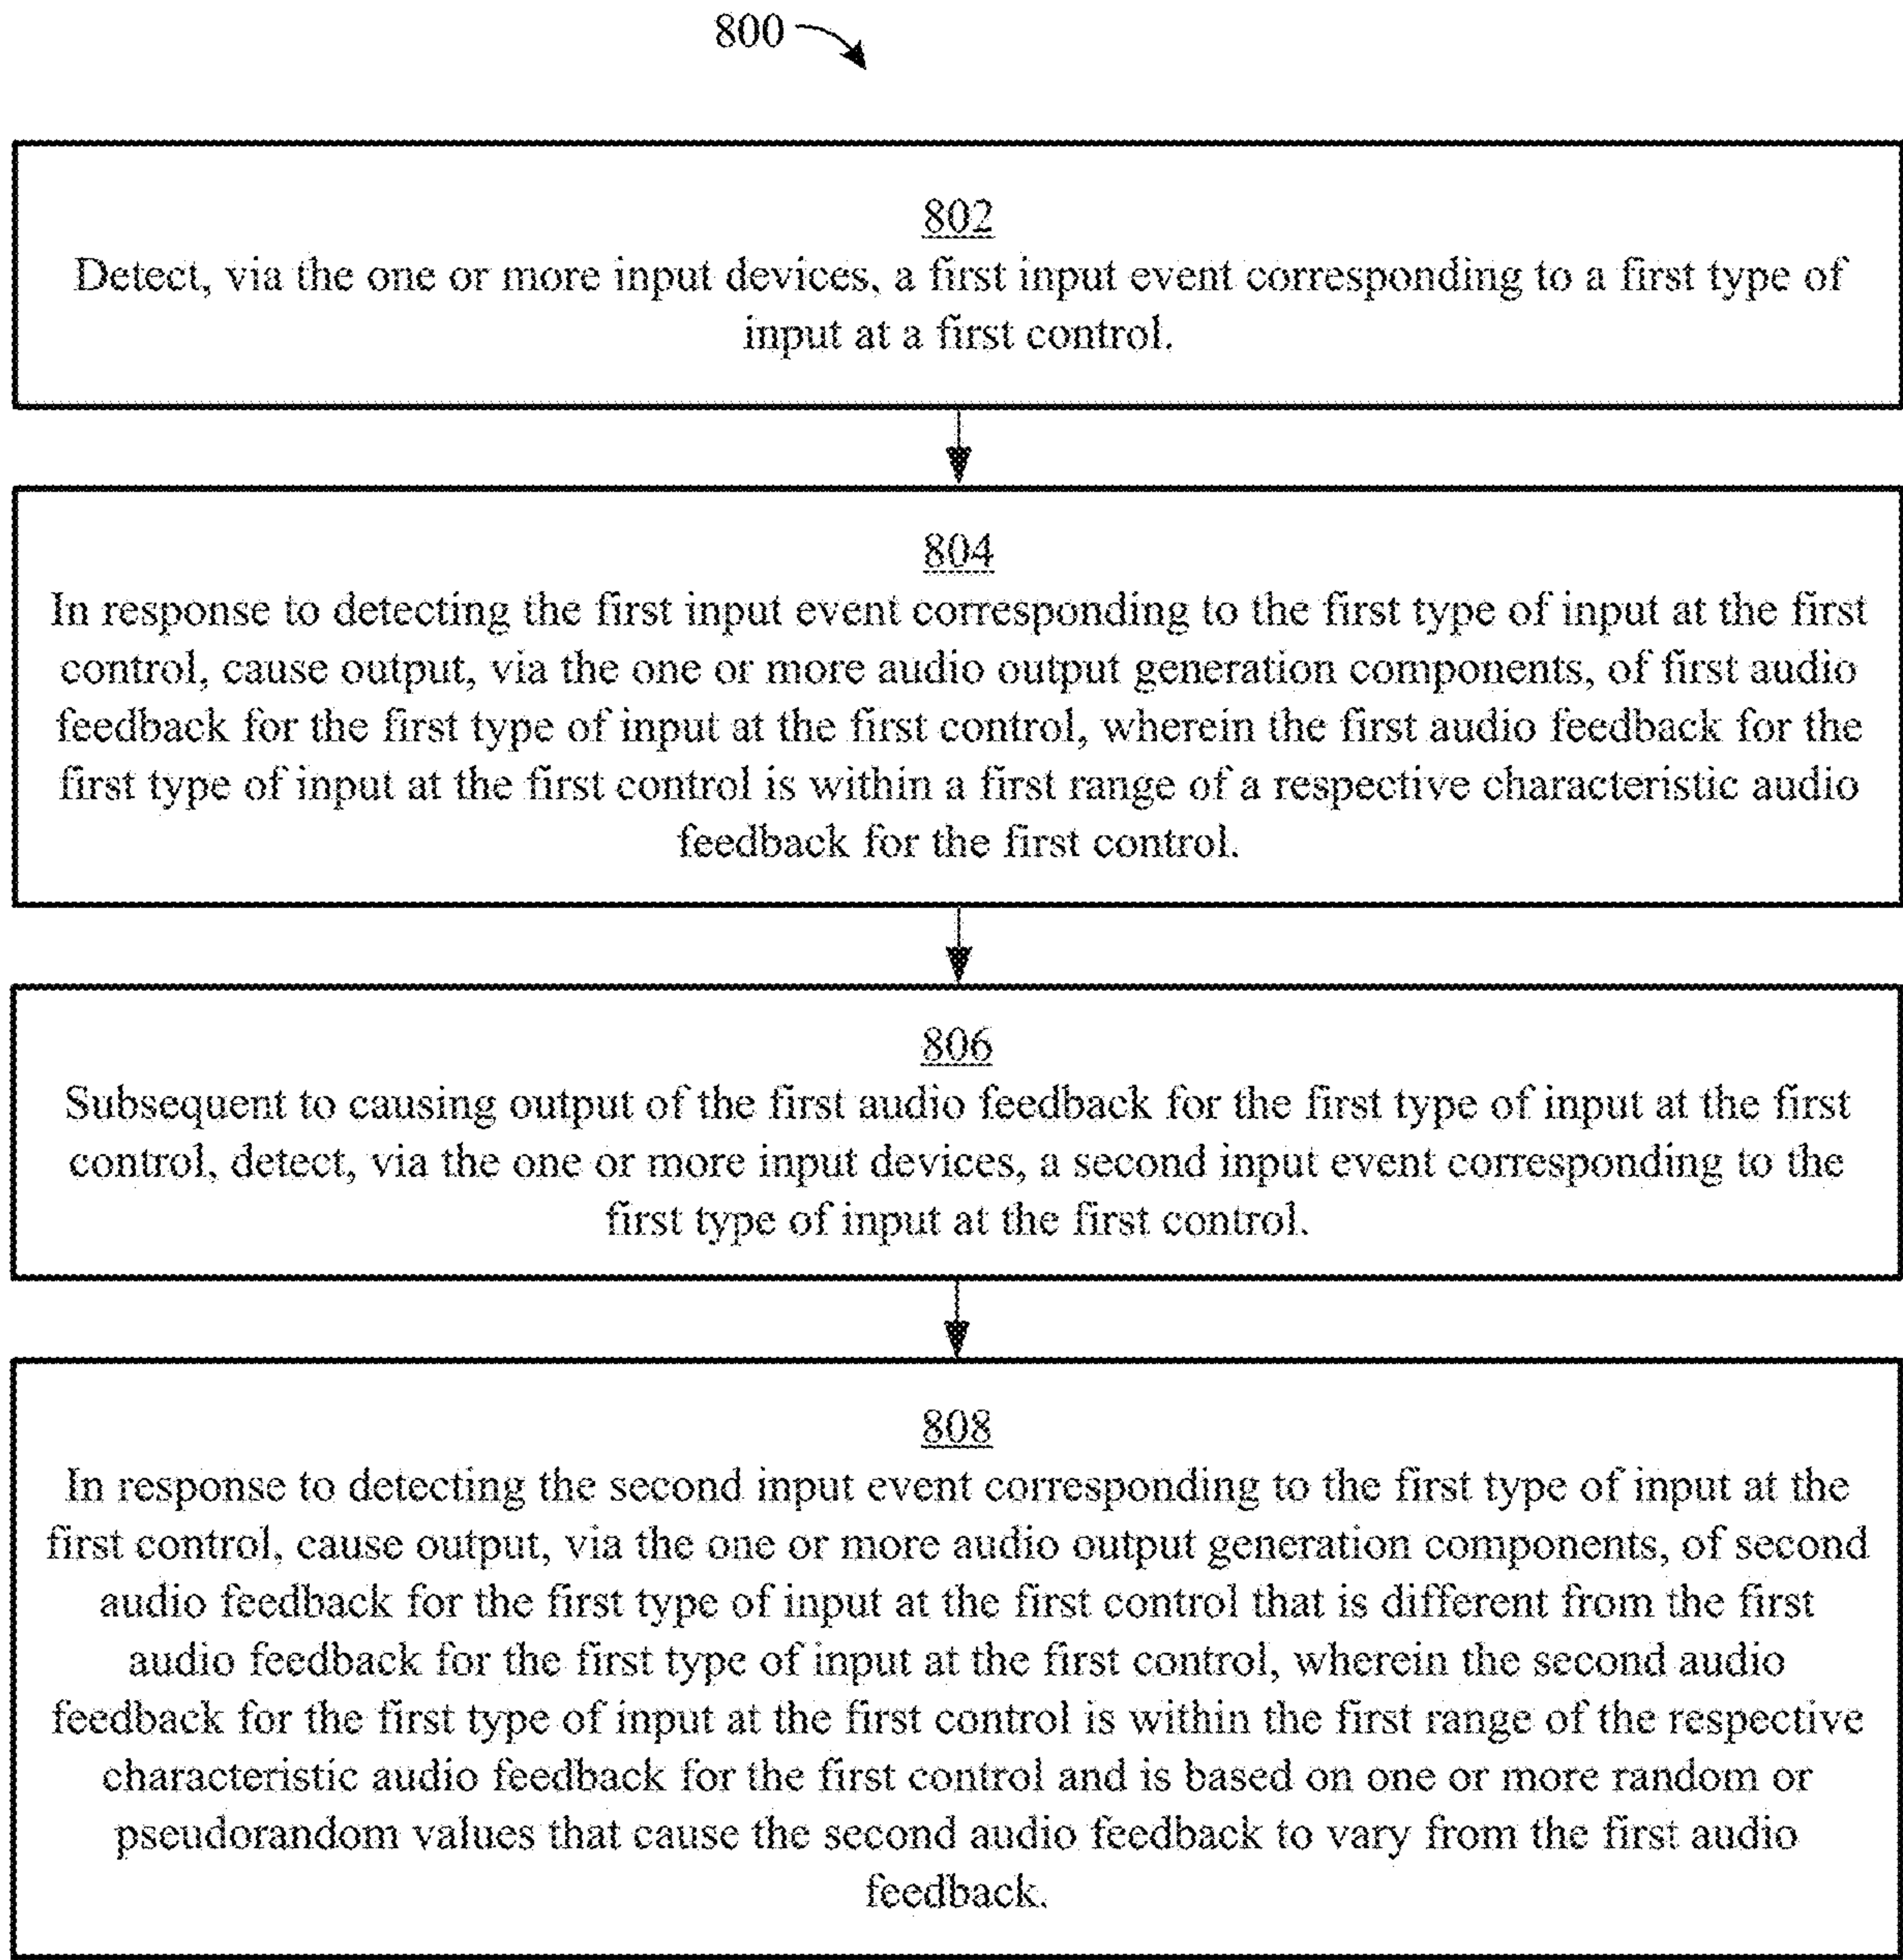 800
802
Detect, via the one or more input devices, a first input event corresponding to a first type of
input at a first control.
804
In response to detecting the first input event corresponding to the first type of input at the first
control, cause output, via the one or more audio output generation components, of first audio
feedback for the first type of input at the first control, wherein the first audio feedback for the
first type of input at the first control is within a first range of a respective characteristic audio
feedback for the first control.
806
Subsequent to causing output of the first audio feedback for the first type of input at the first
control, detect, via the one or more input devices, a second input event corresponding to the
first type of input at the first control.
808
In response to detecting the second input event corresponding to the first type of input at the
first control, cause output, via the one or more audio output generation components, of second
audio feedback for the first type of input at the first control that is different from the first
audio feedback for the first type of input at the first control, wherein the second audio
feedback for the first type of input at the first control is within the first range of the respective
characteristic audio feedback for the first control and is based on one or more random or
pseudorandom values that cause the second audio feedback to vary from the first audio
feedback.